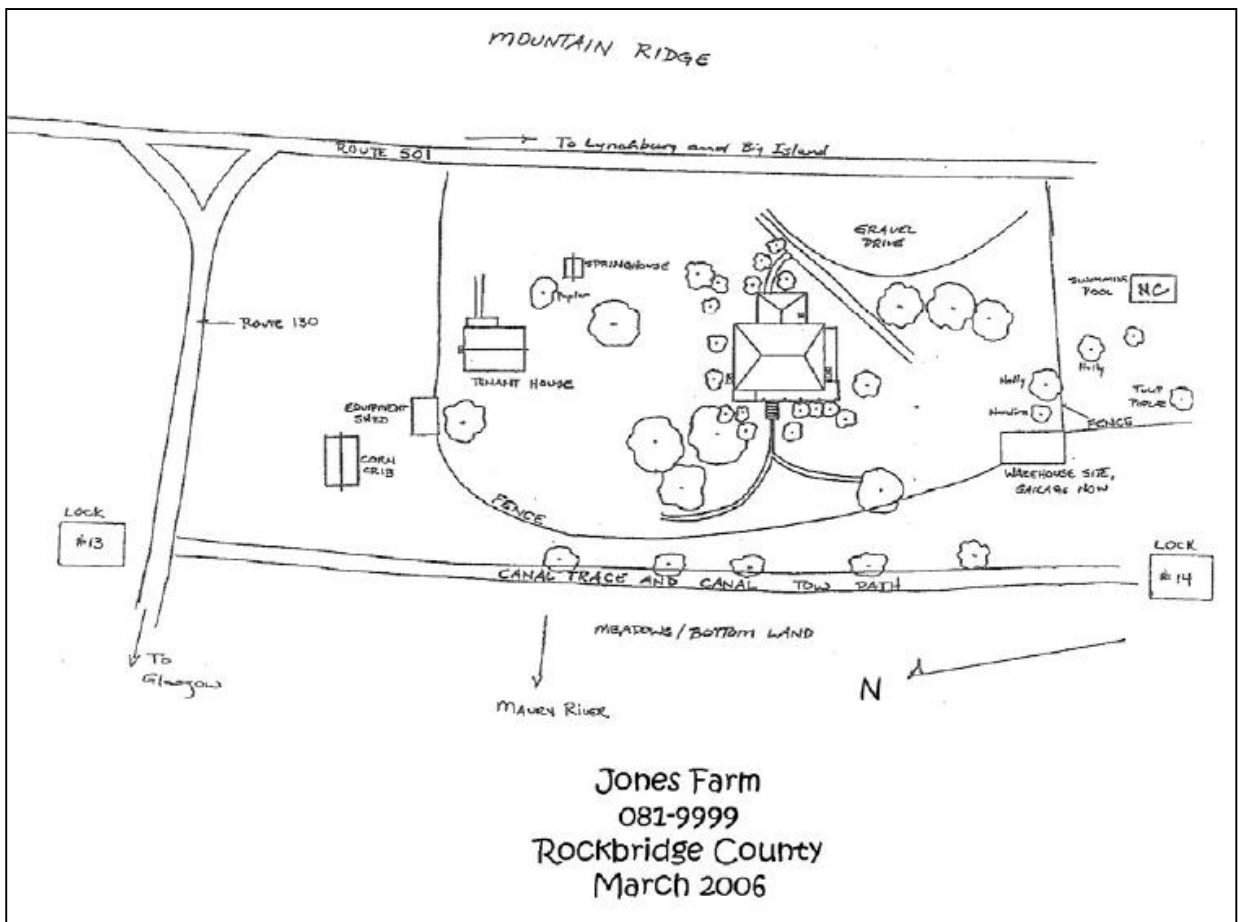 MOUNTAIN RIDGE
To Lynchburg and Big Island
ROUTE 501
GRAVEL
DRIVE
SPRINGHOUSE
SWIMMING
POOL
NC
Poplar
ROUTE 130
TENANT HOUSE
Holly
Holly
TULIP
POPLAR
EQUIPMENT
SHED
Nandina
FENCE
CORN
CRIB
WAREHOUSE SITE,
GARAGE NOW
FENCE
LOCK
#13
LOCK
#14
CANAL TRACE AND CANAL TOW PATH
MEADOWS/BOTTOM LAND
To
Glasgow
N
MAURY RIVER
Jones Farm
081-9999
Rockbridge County
March 2006